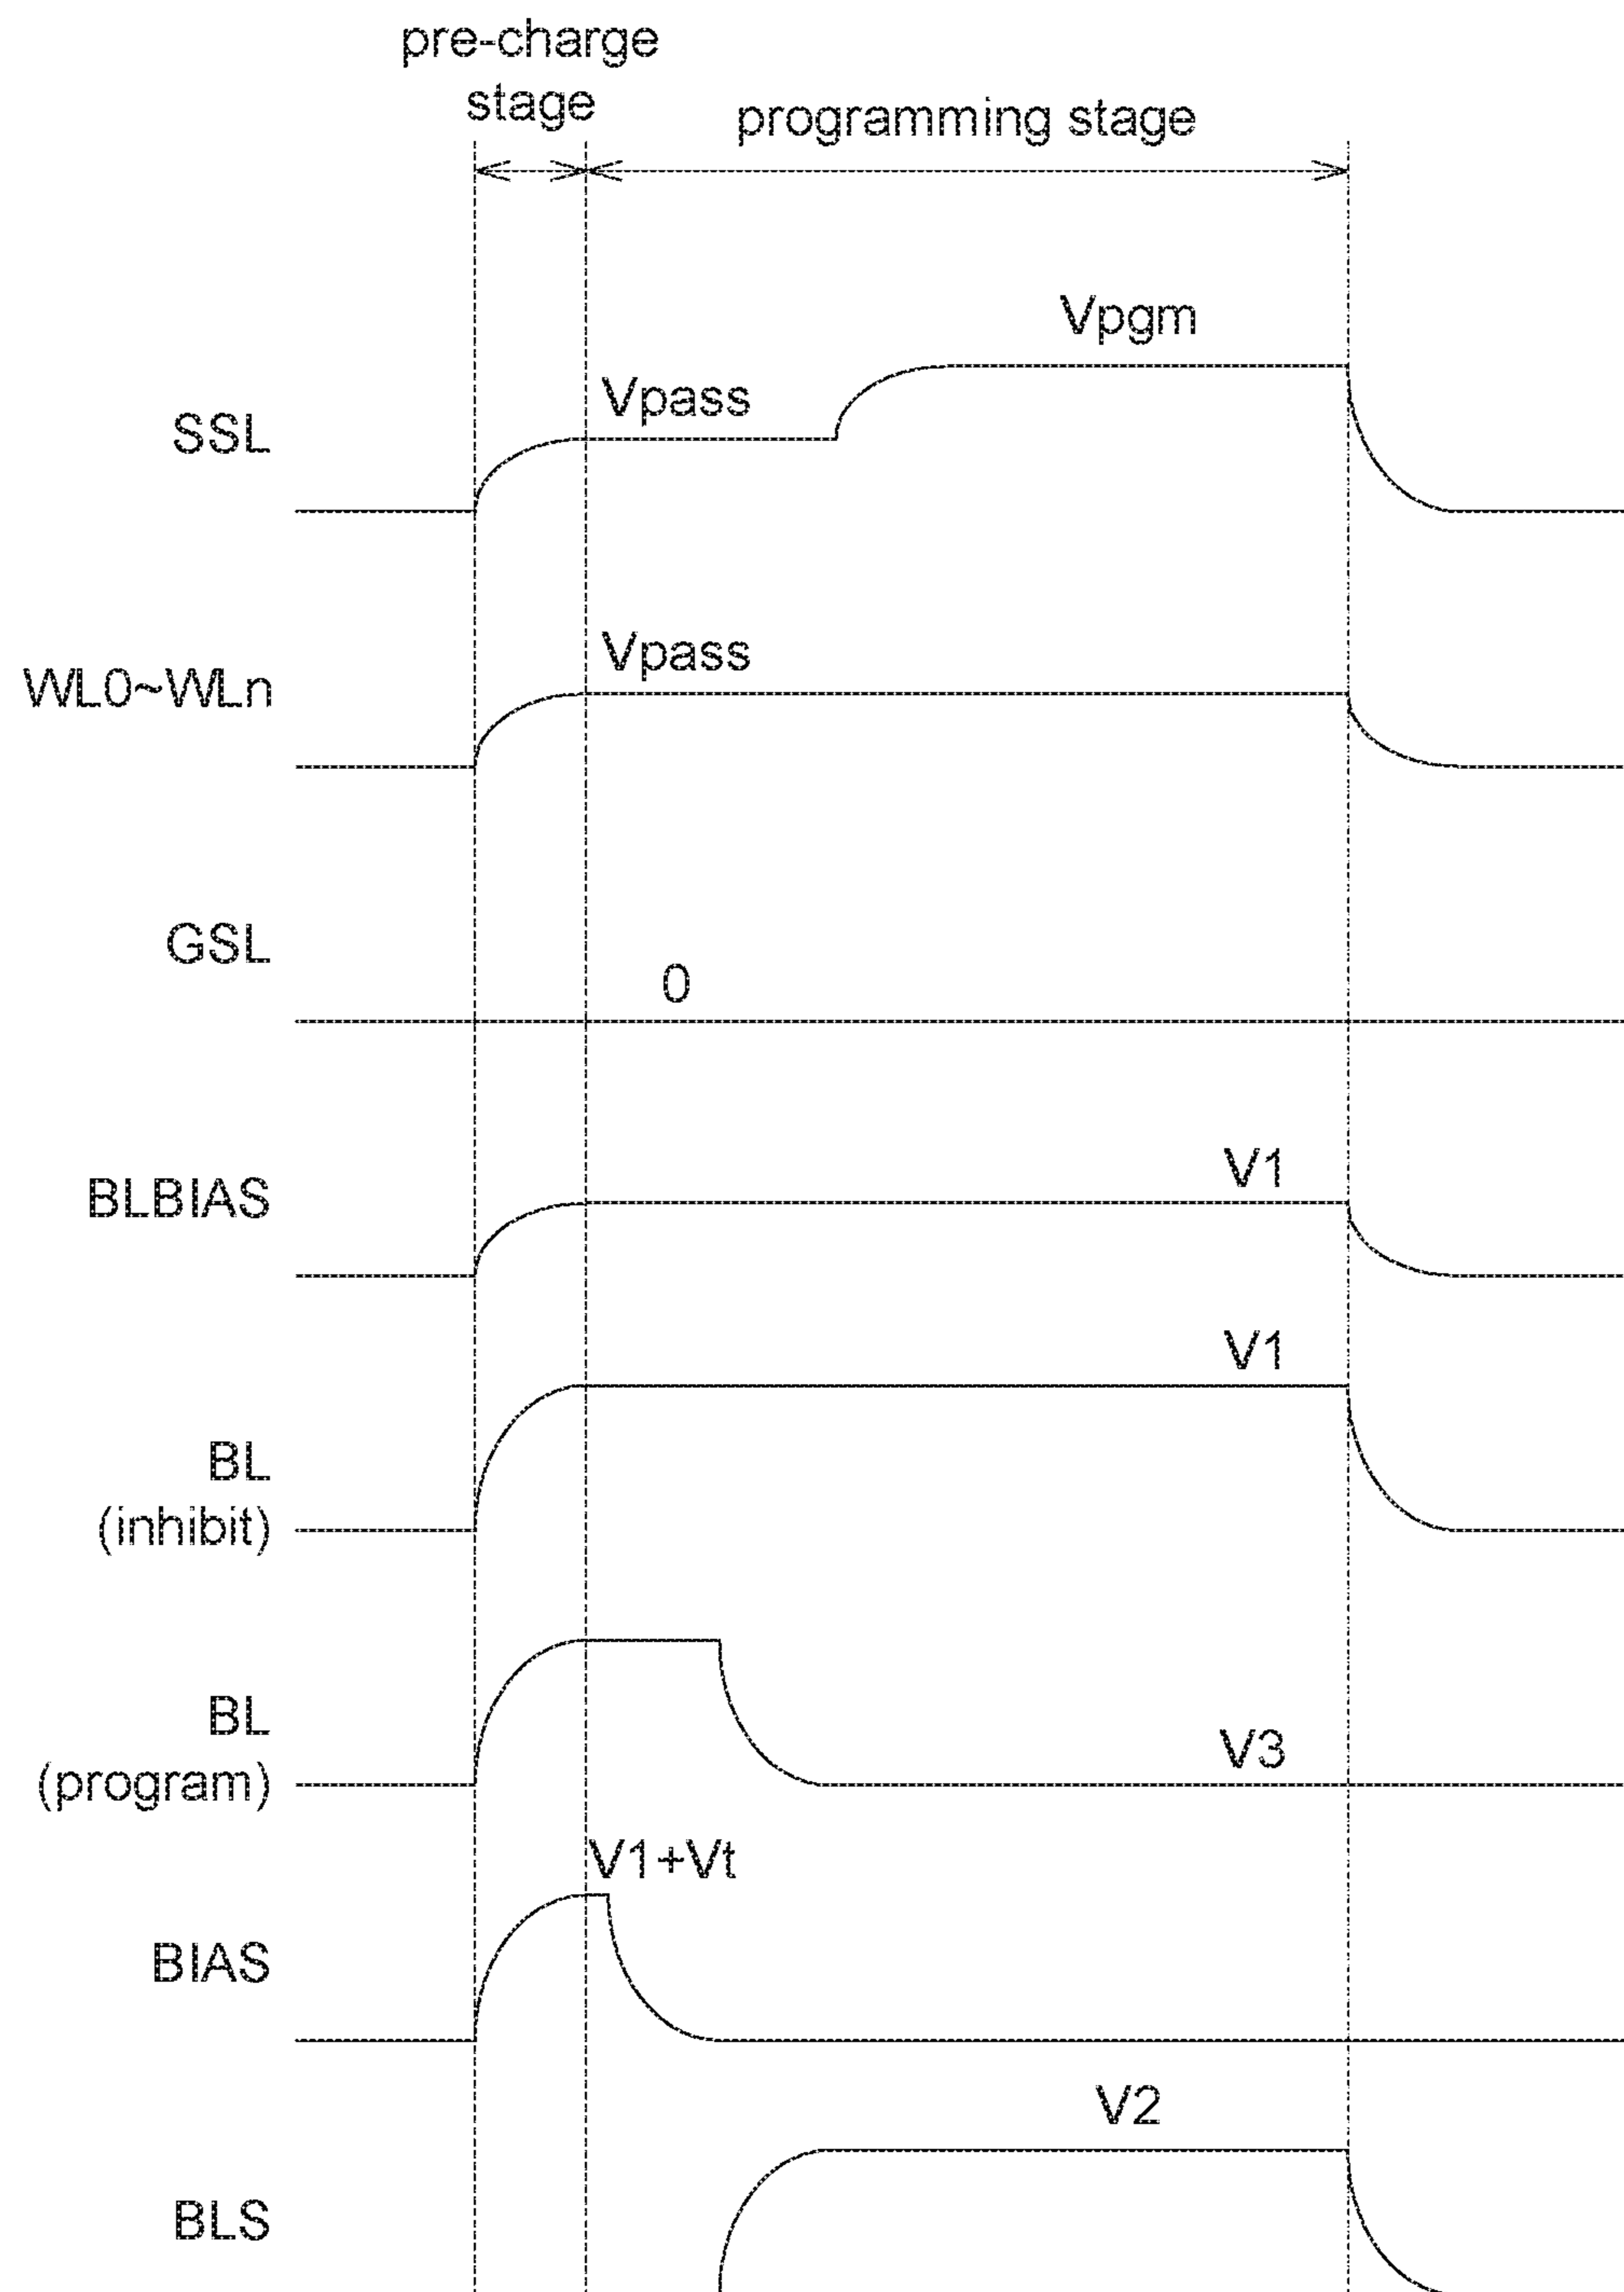 pre-charge
stage
programming stage
Vpgm
Vpass
SSL
Vpass
WL0~WLn
GSL
0
V1
BLBIAS
V1
BL
(inhibit)
BL
(program)
V3
V1+Vt
BIAS
V2
BLS